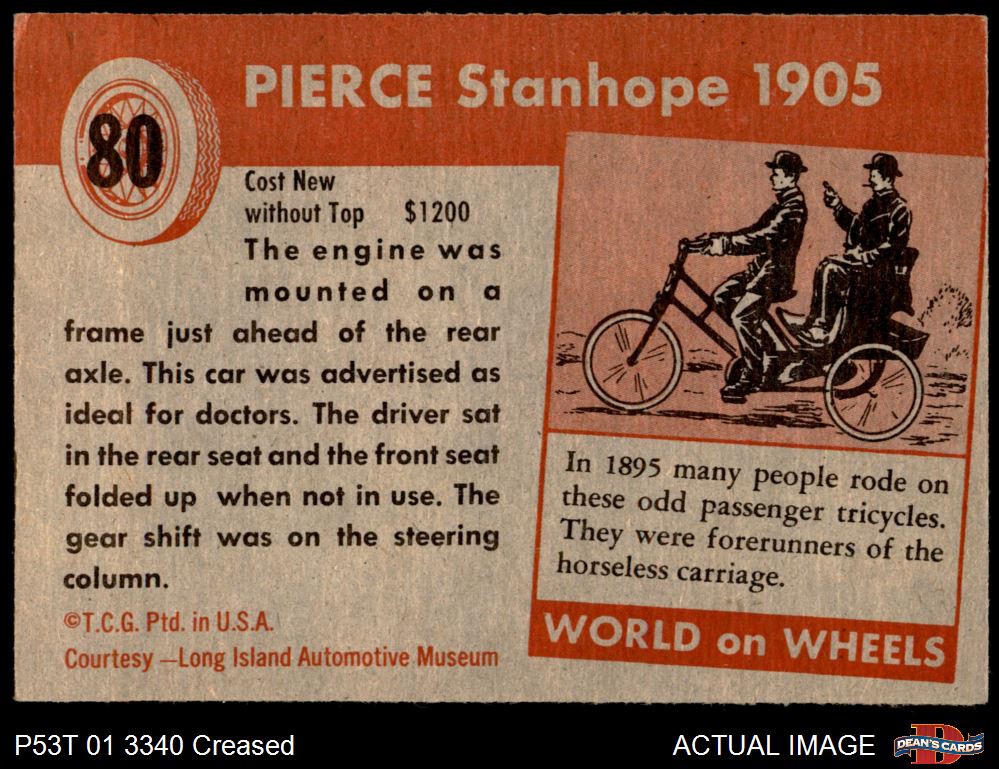 80
PIERCE Stanhope 1905
Cost New
without Top $1200
The engine was
mounted on a
frame just ahead of the rear
axle. This car was advertised as
ideal for doctors. The driver sat
in the rear seat and the front seat
folded up when not in use. The
gear shift was on the steering
column.
©T.C.G. Ptd. in U.S.A.
Courtesy —Long Island Automotive Museum
In 1895 many people rode on
these odd passenger tricycles.
They were forerunners of the
horseless carriage.
WORLD on WHEELS
P53T 01 3340 Creased
ACTUAL IMAGE
D
DEAN'S CARDS